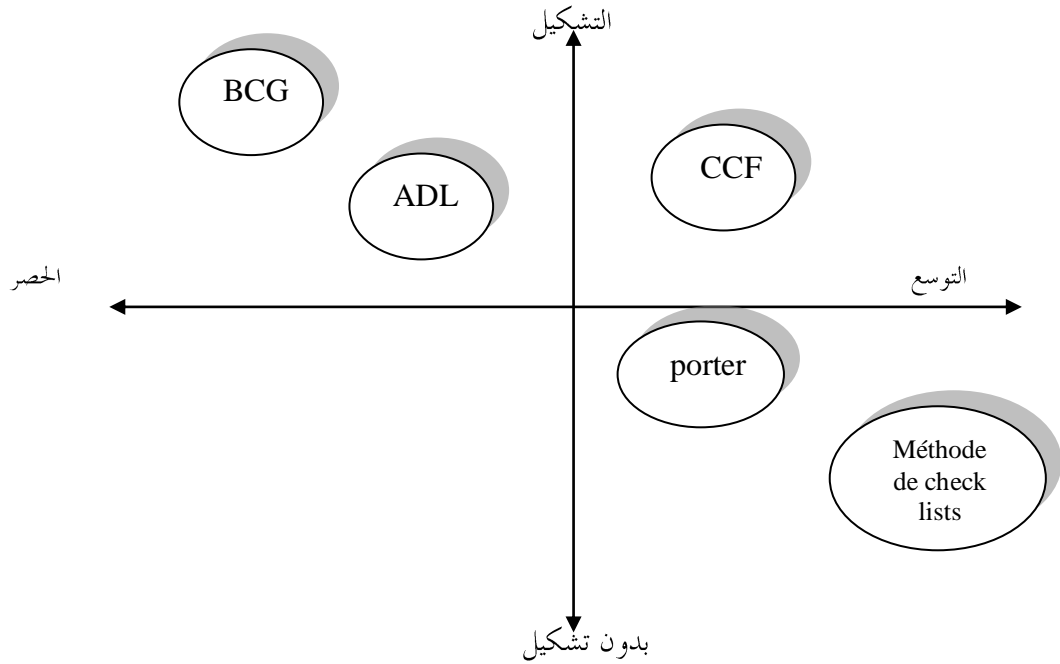 التشكيل
BCG
CCF
ADL
الحصر
التوسع
porter
Méthode
de check
lists
بدون تشكيل